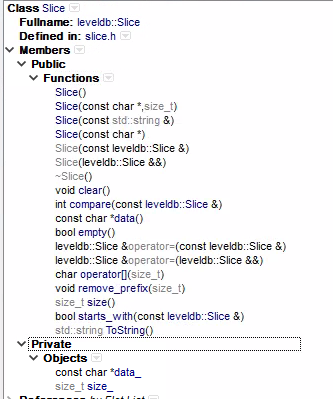 Class Slice
Fullname: leveldb::Slice
Defined in: slice.h
Members
Public
Functions
Slice()
Slice(const char *,size_t)
Slice(const std::string &)
Slice(const char *)
Slice(const leveldb::Slice &)
Slice(leveldb::Slice &&)
~Slice()
void clear()
int compare(const leveldb::Slice &)
const char *data()
bool empty()
leveldb::Slice &operator=(const leveldb::Slice &)
leveldb::Slice &operator=(leveldb::Slice &&)
char operator[](size_t)
void remove_prefix(size_t)
size_t size()
bool starts_with(const leveldb::Slice &)
std::string ToString()
Private
Objects
const char *data_
size_t size_
References by Flat List